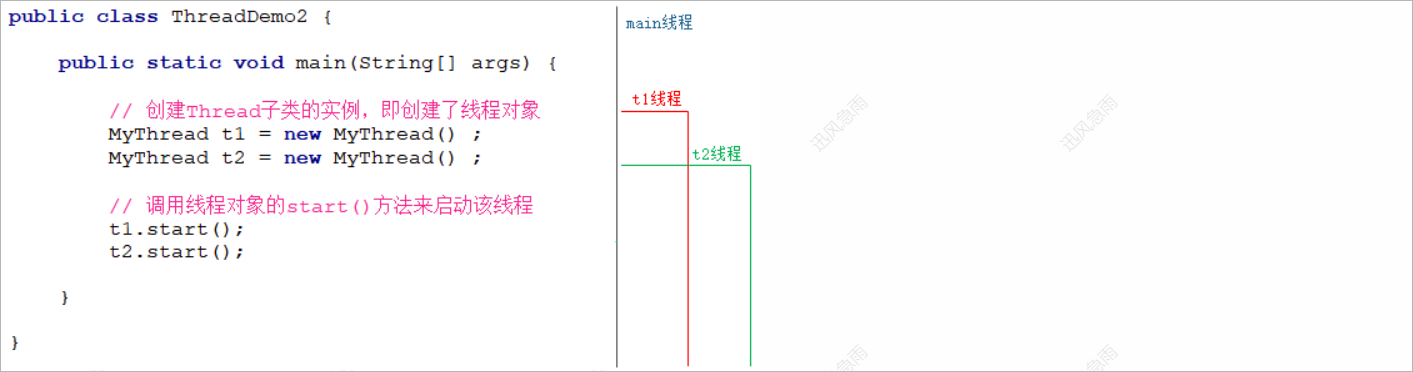 public class ThreadDemo2 {
public static void main(String[] args) {
// 创建Thread子类的实例，即创建了线程对象
MyThread t1 = new MyThread() ;
MyThread t2 = new MyThread() ;
// 调用线程对象的start()方法来启动该线程
t1.start();
t2.start();
}
}
main线程
t1线程
t2线程
迅风急雨
迅风急雨
迅风急雨
迅风急雨